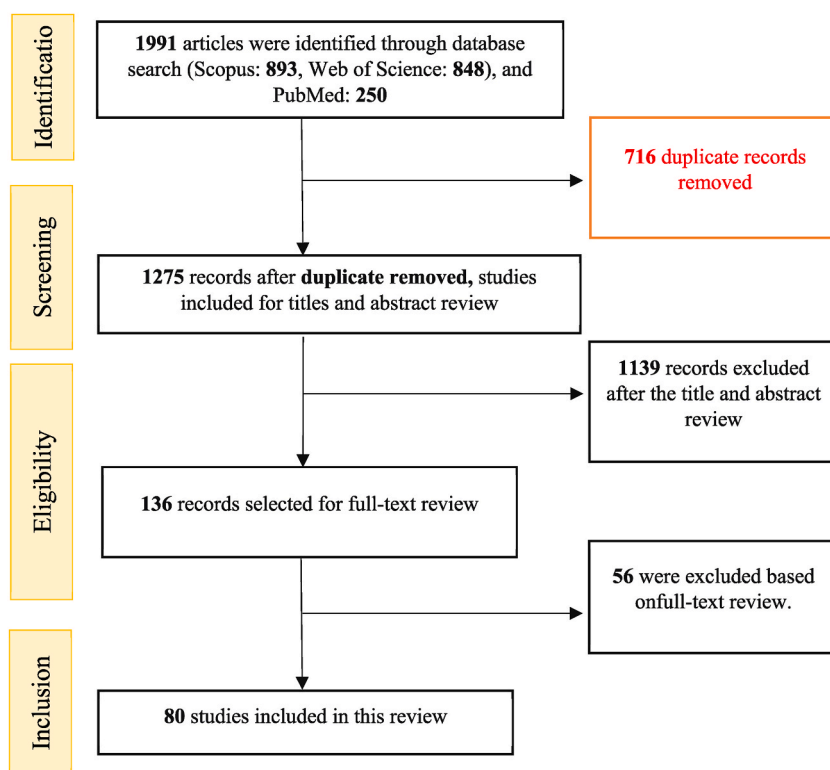 Identificatio
1991 articles were identified through database
search (Scopus: 893, Web of Science: 848), and
PubMed: 250
716 duplicate records
removed
Screening
1275 records after duplicate removed, studies
included for titles and abstract review
1139 records excluded
after the title and abstract
review
Eligibility
136 records selected for full-text review
56 were excluded based
onfull-text review.
Inclusion
80 studies included in this review